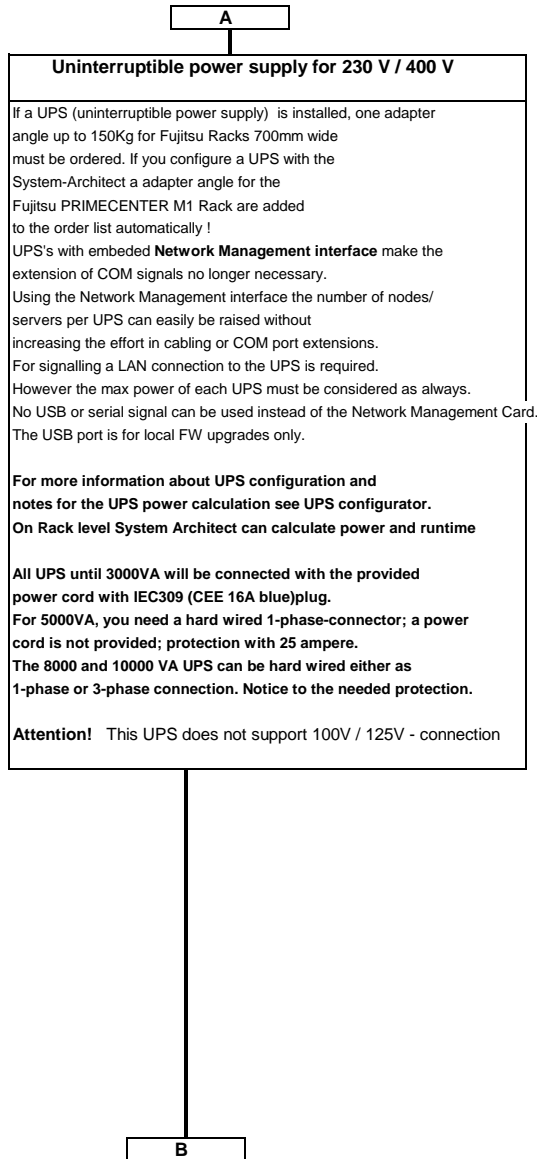 A
Uninterruptible power supply for 230 V / 400 V
If a UPS (uninterruptible power supply)  is installed, one adapter
angle up to 150Kg for Fujitsu Racks 700mm wide
must be ordered. If you configure a UPS with the
System-Architect a adapter angle for the
Fujitsu PRIMECENTER M1 Rack are added
to the order list automatically !
UPS's with embeded Network Management interface make the
extension of COM signals no longer necessary.
Using the Network Management interface the number of nodes/
servers per UPS can easily be raised without
increasing the effort in cabling or COM port extensions.
For signalling a LAN connection to the UPS is required.
However the max power of each UPS must be considered as always.
No USB or serial signal can be used instead of the Network Management Card.
The USB port is for local FW upgrades only.
For more information about UPS configuration and
notes for the UPS power calculation see UPS configurator.
On Rack level System Architect can calculate power and runtime
All UPS until 3000VA will be connected with the provided
power cord with IEC309 (CEE 16A blue)plug.
For 5000VA, you need a hard wired 1-phase-connector; a power
cord is not provided; protection with 25 ampere.
The 8000 and 10000 VA UPS can be hard wired either as
1-phase or 3-phase connection. Notice to the needed protection.
Attention!   This UPS does not support 100V / 125V - connection
B